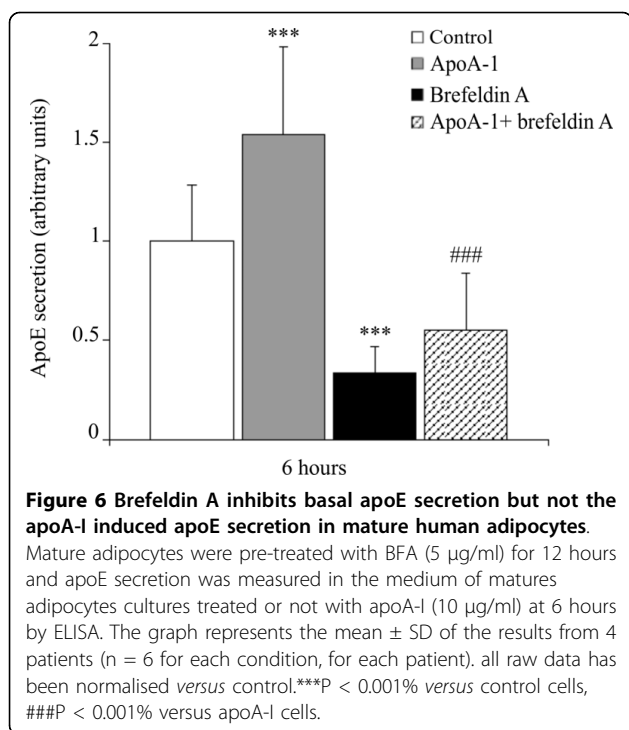 2
1.5
1
0.5
0
ApoE secretion (arbitrary units)
***
***
###
Control
ApoA-1
Brefeldin A
ApoA-1+ brefeldin A
6 hours
Figure 6 Brefeldin A inhibits basal apoE secretion but not the
apoA-I induced apoE secretion in mature human adipocytes.
Mature adipocytes were pre-treated with BFA (5 μg/ml) for 12 hours
and apoE secretion was measured in the medium of matures
adipocytes cultures treated or not with apoA-I (10 μg/ml) at 6 hours
by ELISA. The graph represents the mean ± SD of the results from 4
patients (n = 6 for each condition, for each patient). all raw data has
been normalised versus control.***P < 0.001% versus control cells,
###P < 0.001% versus apoA-I cells.